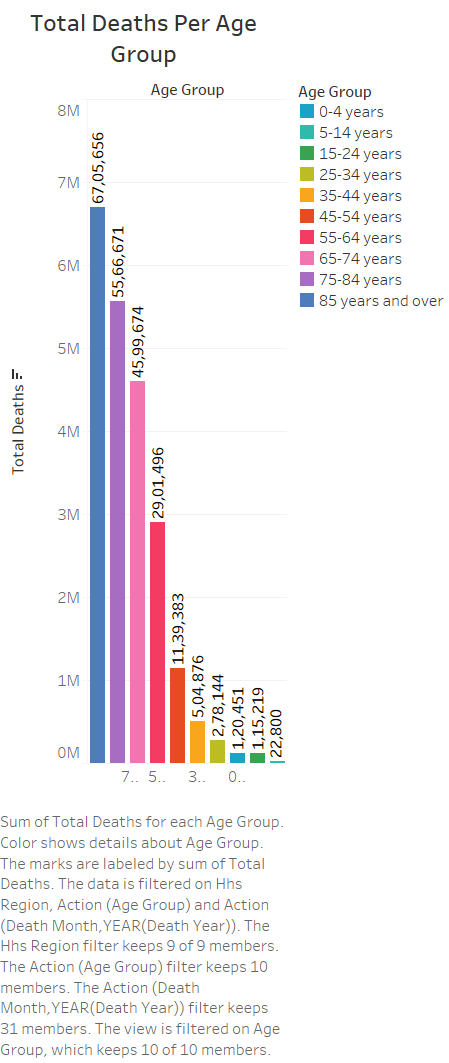 Total Deaths Per Age
Group
Age Group
8M
7M
6M
5M
4M
3M
2M
1M
0M
Total Deaths
67,05,656
55,66,671
45,99,674
29,01,496
11,39,383
5,04,876
2,78,144
1,20,451
1,15,219
22,800
7.. 5.. 3.. 0..
Age Group
0-4 years
5-14 years
15-24 years
25-34 years
35-44 years
45-54 years
55-64 years
65-74 years
75-84 years
85 years and over
Sum of Total Deaths for each Age Group.
Color shows details about Age Group.
The marks are labeled by sum of Total
Deaths. The data is filtered on Hhs
Region, Action (Age Group) and Action
(Death Month,YEAR(Death Year)). The
Hhs Region filter keeps 9 of 9 members.
The Action (Age Group) filter keeps 10
members. The Action (Death
Month,YEAR(Death Year)) filter keeps
31 members. The view is filtered on Age
Group, which keeps 10 of 10 members.